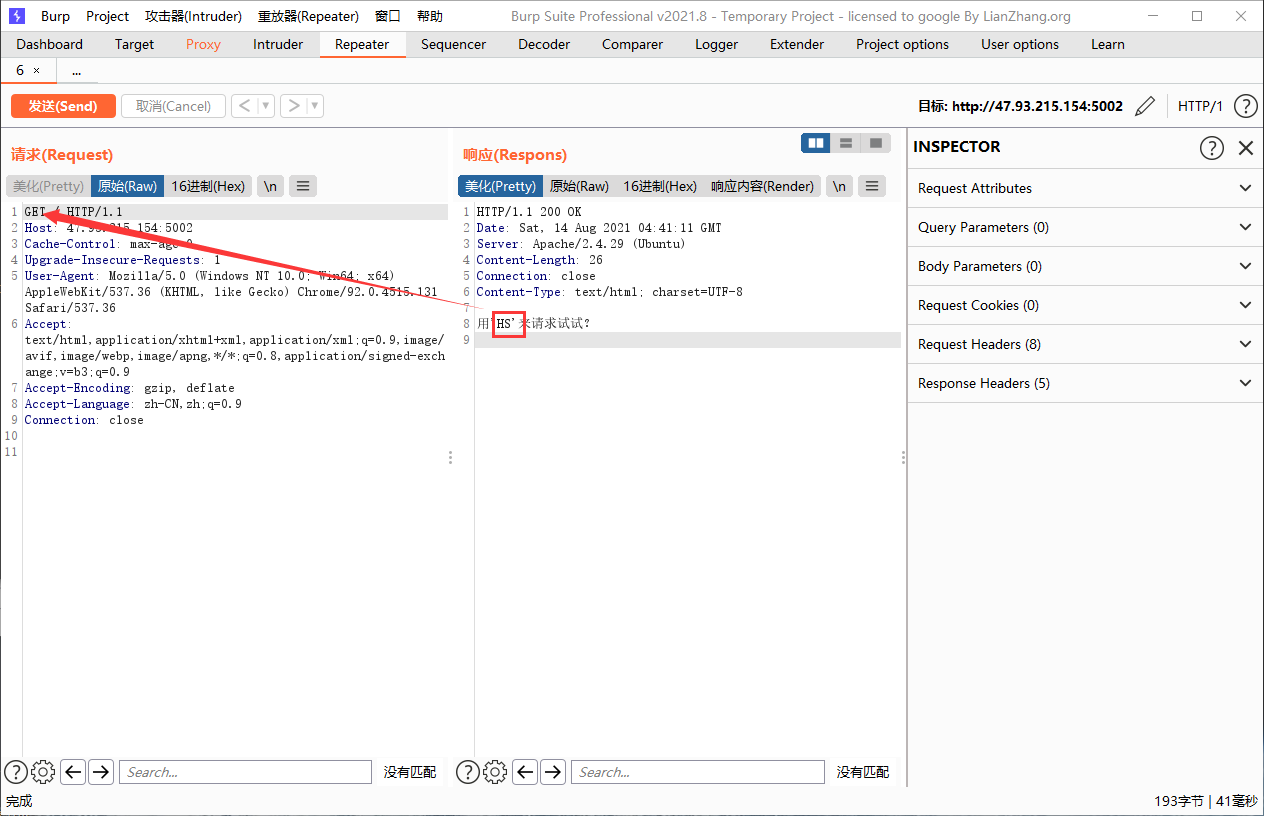 Burp Project 攻击器(Intruder) 重放器(Repeater) 窗口 帮助 Burp Suite Professional v2021.8 - Temporary Project - licensed to google By LianZhang.org
Dashboard Target Proxy Intruder Repeater Sequencer Decoder Comparer Logger Extender Project options User options Learn
6 × ...
发送(Send) 取消(Cancel) < ▼ > ▼ 目标: http://47.93.215.154:5002 HTTP/1 ?
请求(Request)
美化(Pretty) 原始(Raw) 16进制(Hex) \n
1 GET / HTTP/1.1
2 Host: 47.93.215.154:5002
3 Cache-Control: max-age=0
4 Upgrade-Insecure-Requests: 1
5 User-Agent: Mozilla/5.0 (Windows NT 10.0; Win64; x64)
AppleWebKit/537.36 (KHTML, like Gecko) Chrome/92.0.4515.131
Safari/537.36
6 Accept:
text/html,application/xhtml+xml,application/xml;q=0.9,image/
avif,image/webp,image/apng,*/*;q=0.8,application/signed-exch
ange;v=b3;q=0.9
7 Accept-Encoding: gzip, deflate
8 Accept-Language: zh-CN,zh;q=0.9
9 Connection: close
10
11
响应(Respons)
美化(Pretty) 原始(Raw) 16进制(Hex) 响应内容(Render) \n
1 HTTP/1.1 200 OK
2 Date: Sat, 14 Aug 2021 04:41:11 GMT
3 Server: Apache/2.4.29 (Ubuntu)
4 Content-Length: 26
5 Connection: close
6 Content-Type: text/html; charset=UTF-8
7
8 用'HS'来请求试试?
9
INSPECTOR ?
Request Attributes
Query Parameters (0)
Body Parameters (0)
Request Cookies (0)
Request Headers (8)
Response Headers (5)
? Search... 没有匹配 ? Search... 没有匹配
完成 193字节 | 41毫秒